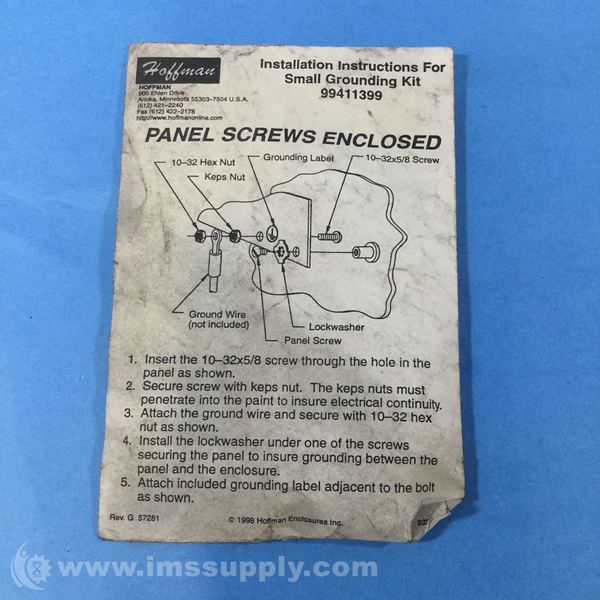 Hoffman
HOFFMAN
900 Ehlen Drive
Anoka, Minnesota 55303-7504 U.S.A.
(612) 421-2240
Fax (612) 422-2178
http://www.hoffmanonline.com
Installation Instructions For
Small Grounding Kit
99411399
PANEL SCREWS ENCLOSED
10-32 Hex Nut
Grounding Label
10-32x5/8 Screw
Keps Nut
Ground Wire
(not included)
Lockwasher
Panel Screw
1. Insert the 10-32x5/8 screw through the hole in the
panel as shown.
2. Secure screw with keps nut. The keps nuts must
penetrate into the paint to insure electrical continuity.
3. Attach the ground wire and secure with 10-32 hex
nut as shown.
4. Install the lockwasher under one of the screws
securing the panel to insure grounding between the
panel and the enclosure.
5. Attach included grounding label adjacent to the bolt
as shown.
Rev. G 57281
© 1998 Hoffman Enclosures Inc.
www.imssupply.com